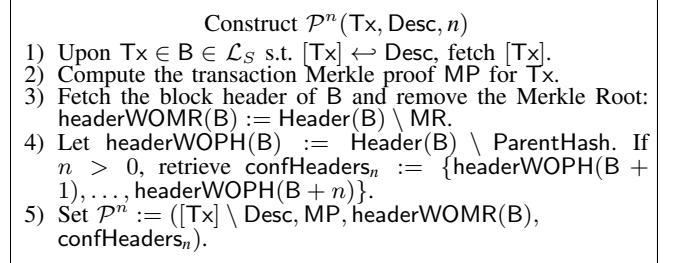 Construct 𝒫ⁿ(Tx, Desc, n)
1) Upon Tx ∈ B ∈ ℒ_S s.t. [Tx] ↩ Desc, fetch [Tx].
2) Compute the transaction Merkle proof MP for Tx.
3) Fetch the block header of B and remove the Merkle Root:
headerWOMR(B) := Header(B) \ MR.
4) Let headerWOPH(B) := Header(B) \ ParentHash. If
n > 0, retrieve confHeadersₙ := {headerWOPH(B +
1), . . . , headerWOPH(B + n)}.
5) Set 𝒫ⁿ := ([Tx] \ Desc, MP, headerWOMR(B),
confHeadersₙ).